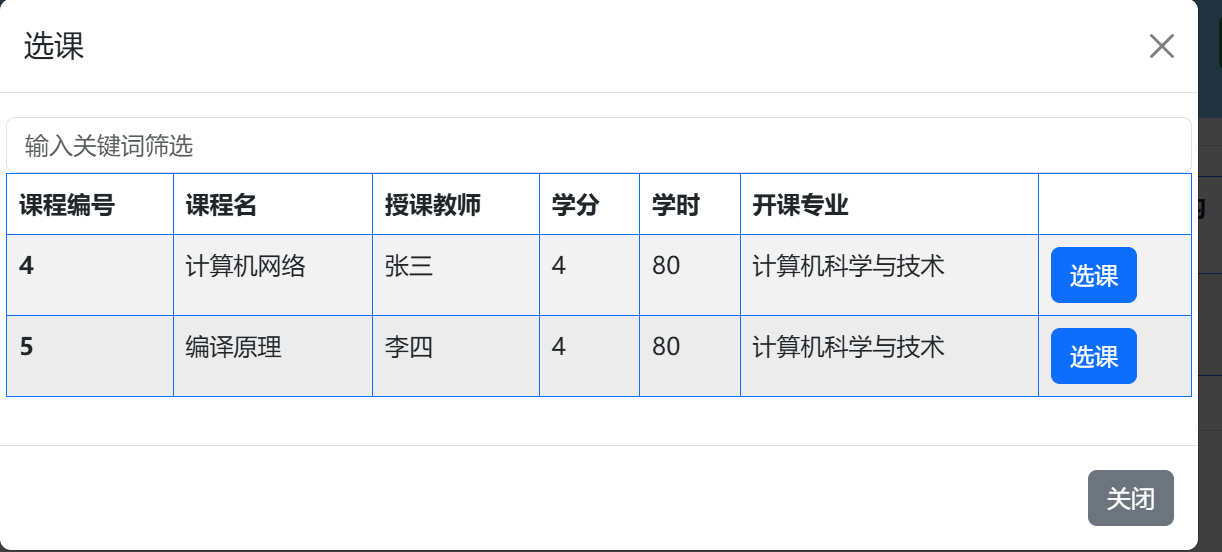 选课
输入关键词筛选
课程编号 课程名 授课教师 学分 学时 开课专业
4 计算机网络 张三 4 80 计算机科学与技术 选课
5 编译原理 李四 4 80 计算机科学与技术 选课
关闭